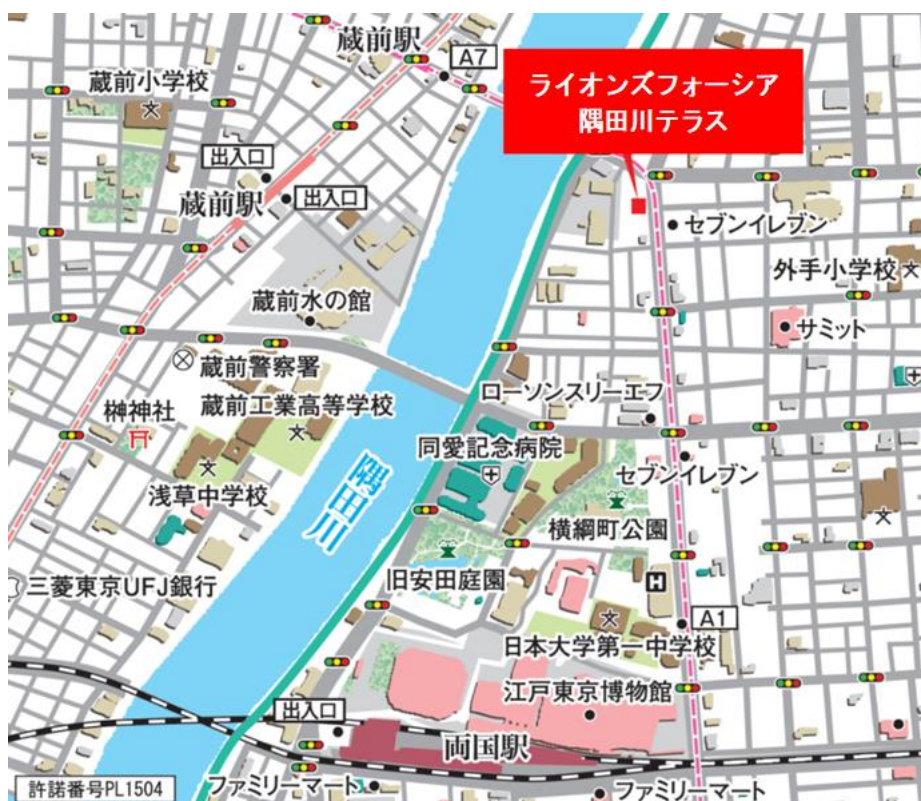 蔵前駅
A7
ライオンズフォーシア
隅田川テラス
蔵前小学校
出入口
蔵前駅
出入口
セブンイレブン
外手小学校
蔵前水の館
サミット
蔵前警察署
ローソンスリーエフ
榊神社
蔵前工業高等学校
同愛記念病院
セブンイレブン
浅草中学校
隅田川
横綱町公園
旧安田庭園
H
三菱東京UFJ銀行
A1
日本大学第一中学校
江戸東京博物館
出入口
両国駅
許諾番号PL1504
ファミリーマート
ファミリーマート